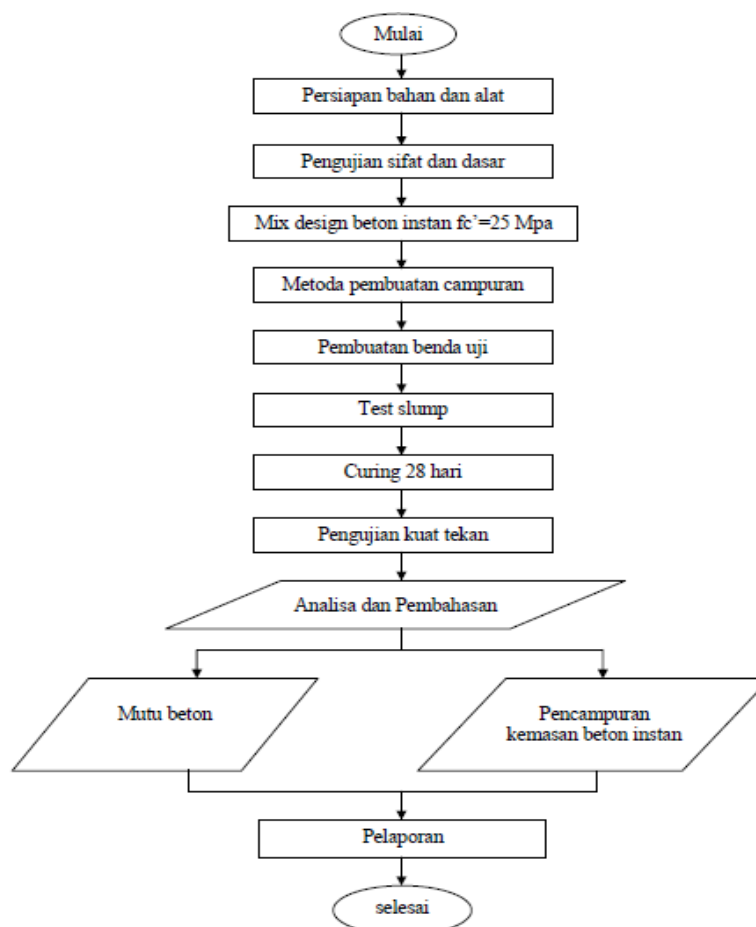 Mulai
Persiapan bahan dan alat
Pengujian sifat dan dasar
Mix design beton instan fc’=25 Mpa
Metoda pembuatan campuran
Pembuatan benda uji
Test slump
Curing 28 hari
Pengujian kuat tekan
Analisa dan Pembahasan
Mutu beton
Pencampuran
kemasan beton instan
Pelaporan
selesai